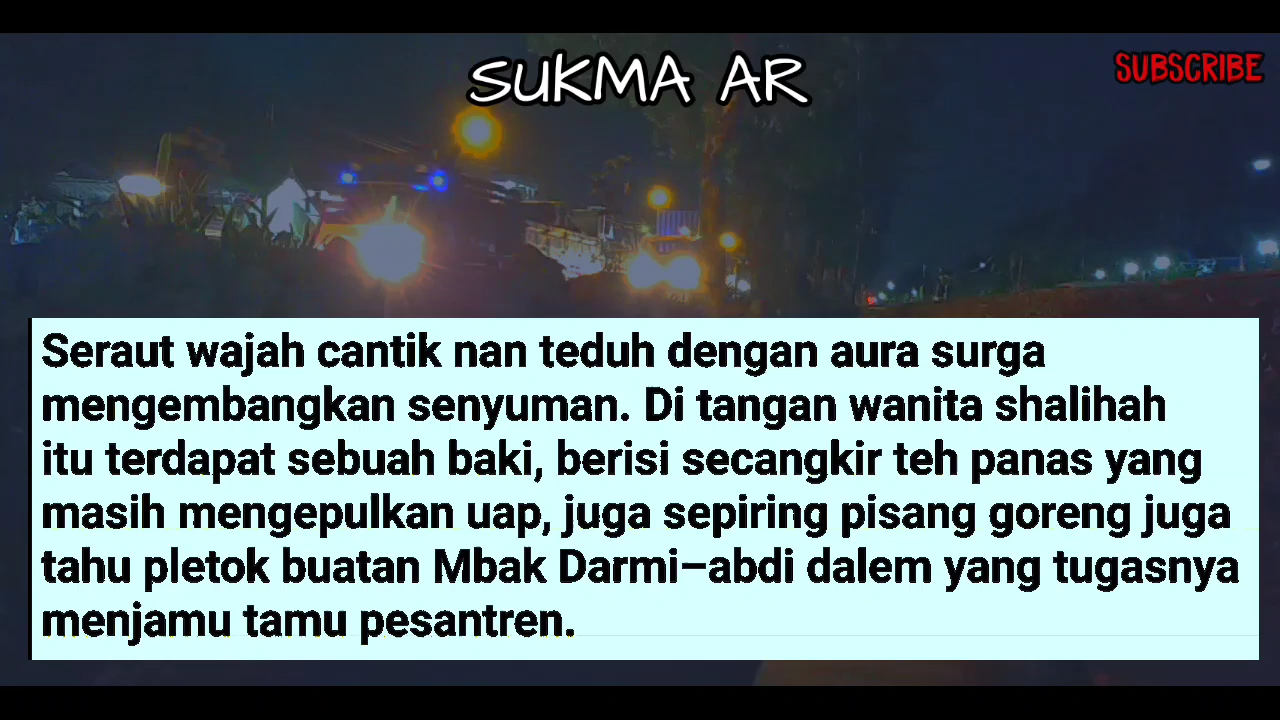 SUKMA AR
SUBSCRIBE
Seraut wajah cantik nan teduh dengan aura surga
mengembangkan senyuman. Di tangan wanita shalihah
itu terdapat sebuah baki, berisi secangkir teh panas yang
masih mengepulkan uap, juga sepiring pisang goreng juga
tahu pletok buatan Mbak Darmi–abdi dalem yang tugasnya
menjamu tamu pesantren.